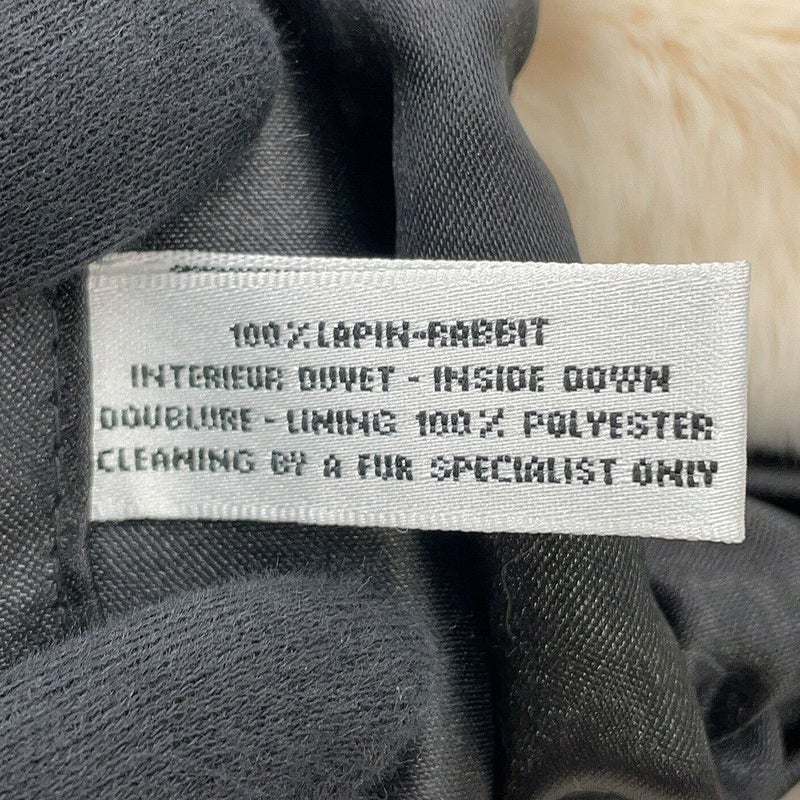 100% LAPIN-RABBIT
INTERIEUR DUVET - INSIDE DOWN
DOUBLURE - LINING 100% POLYESTER
CLEANING BY A FUR SPECIALIST ONLY